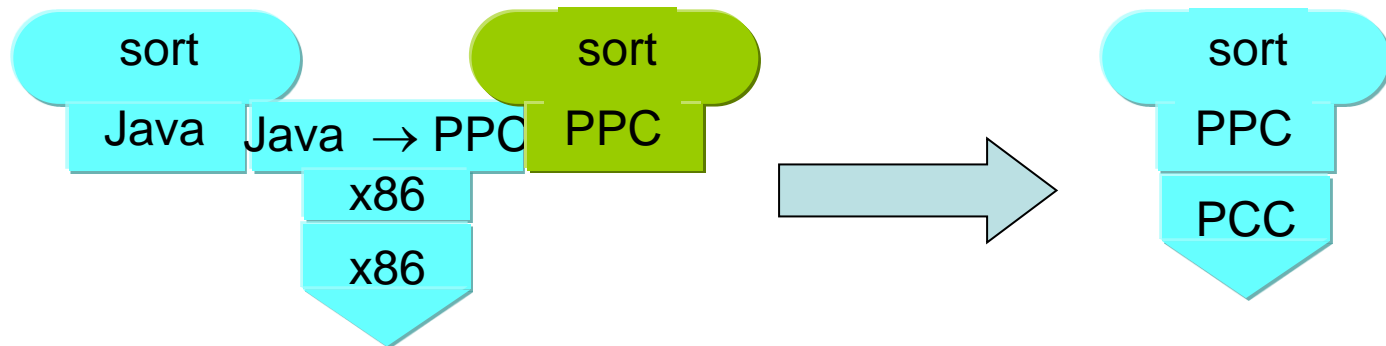 sort sort sort
Java Java → PPC PPC PPC
x86 PCC
x86